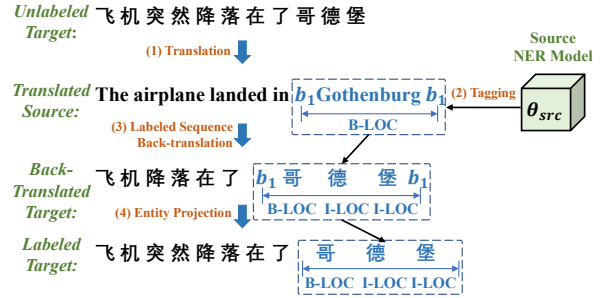 Unlabeled Target: 飞机突然降落在了哥德堡
(1) Translation
Source NER Model
Translated Source: The airplane landed in b₁Gothenburg b₁
B-LOC
(2) Tagging
θsrc
(3) Labeled Sequence Back-translation
Back-Translated Target: 飞机降落在了 b₁ 哥 德 堡 b₁
B-LOC I-LOC I-LOC
(4) Entity Projection
Labeled Target: 飞机突然降落在了 哥 德 堡
B-LOC I-LOC I-LOC